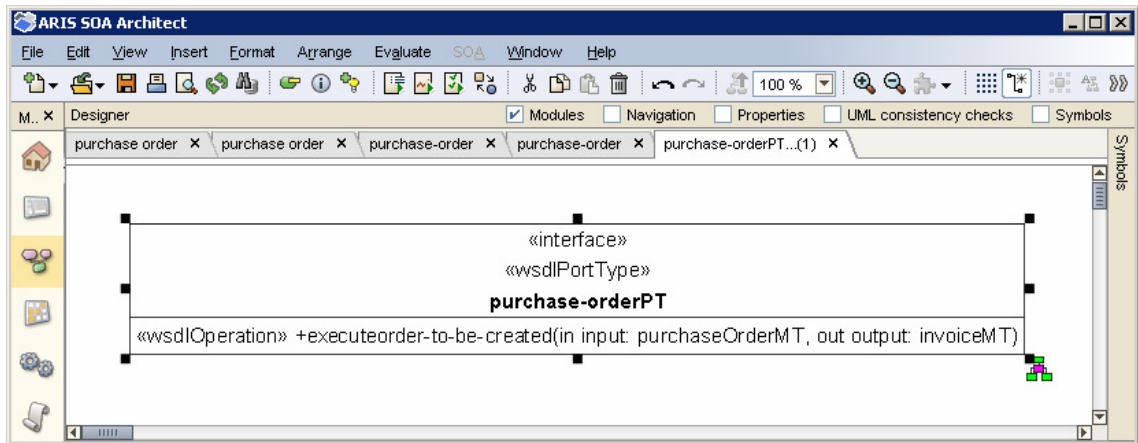 ARIS SOA Architect
File Edit View Insert Format Arrange Evaluate SOA Window Help
100 %
M.. Designer Modules Navigation Properties UML consistency checks Symbols
purchase order purchase order purchase-order purchase-order purchase-orderPT...(1)
Symbols
«interface»
«wsdlPortType»
purchase-orderPT
«wsdlOperation» +executeorder-to-be-created(in input: purchaseOrderMT, out output: invoiceMT)